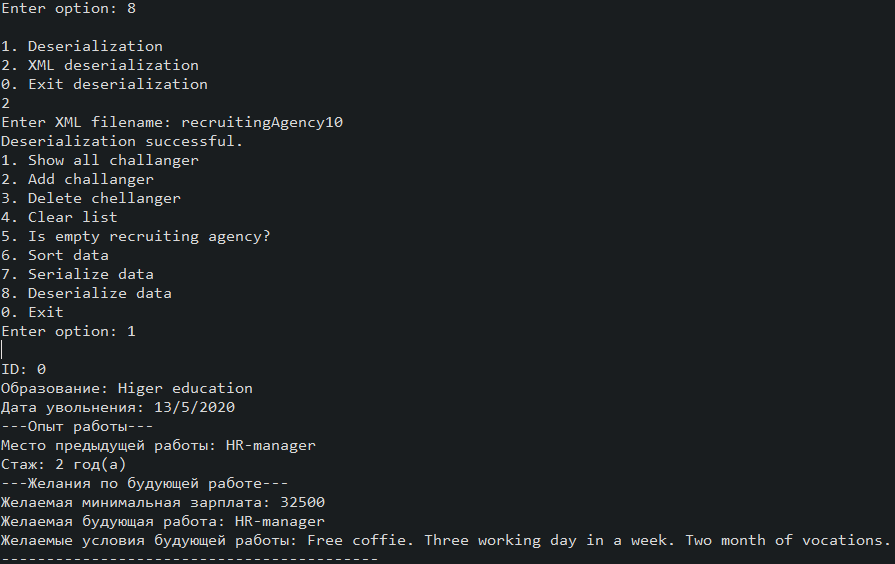 Enter option: 8
1. Deserialization
2. XML deserialization
0. Exit deserialization
2
Enter XML filename: recruitingAgency10
Deserialization successful.
1. Show all challanger
2. Add challanger
3. Delete chellanger
4. Clear list
5. Is empty recruiting agency?
6. Sort data
7. Serialize data
8. Deserialize data
0. Exit
Enter option: 1
ID: 0
Образование: Higer education
Дата увольнения: 13/5/2020
---Опыт работы---
Место предыдущей работы: HR-manager
Стаж: 2 год(а)
---Желания по будующей работе---
Желаемая минимальная зарплата: 32500
Желаемая будующая работа: HR-manager
Желаемые условия будующей работы: Free coffie. Three working day in a week. Two month of vocations.
------------------------------------------